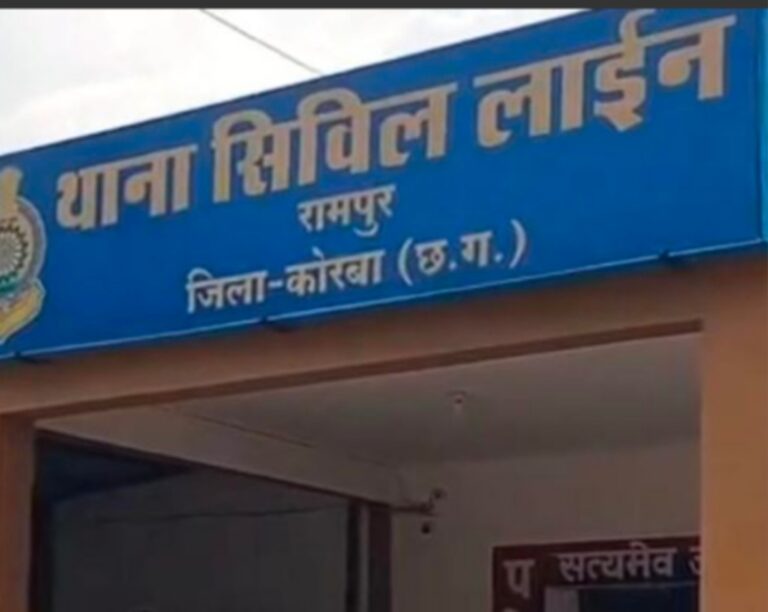 थाना सिविल लाईन
रामपुर
जिला-कोरबा (छ.ग.)
प
सत्यमेव